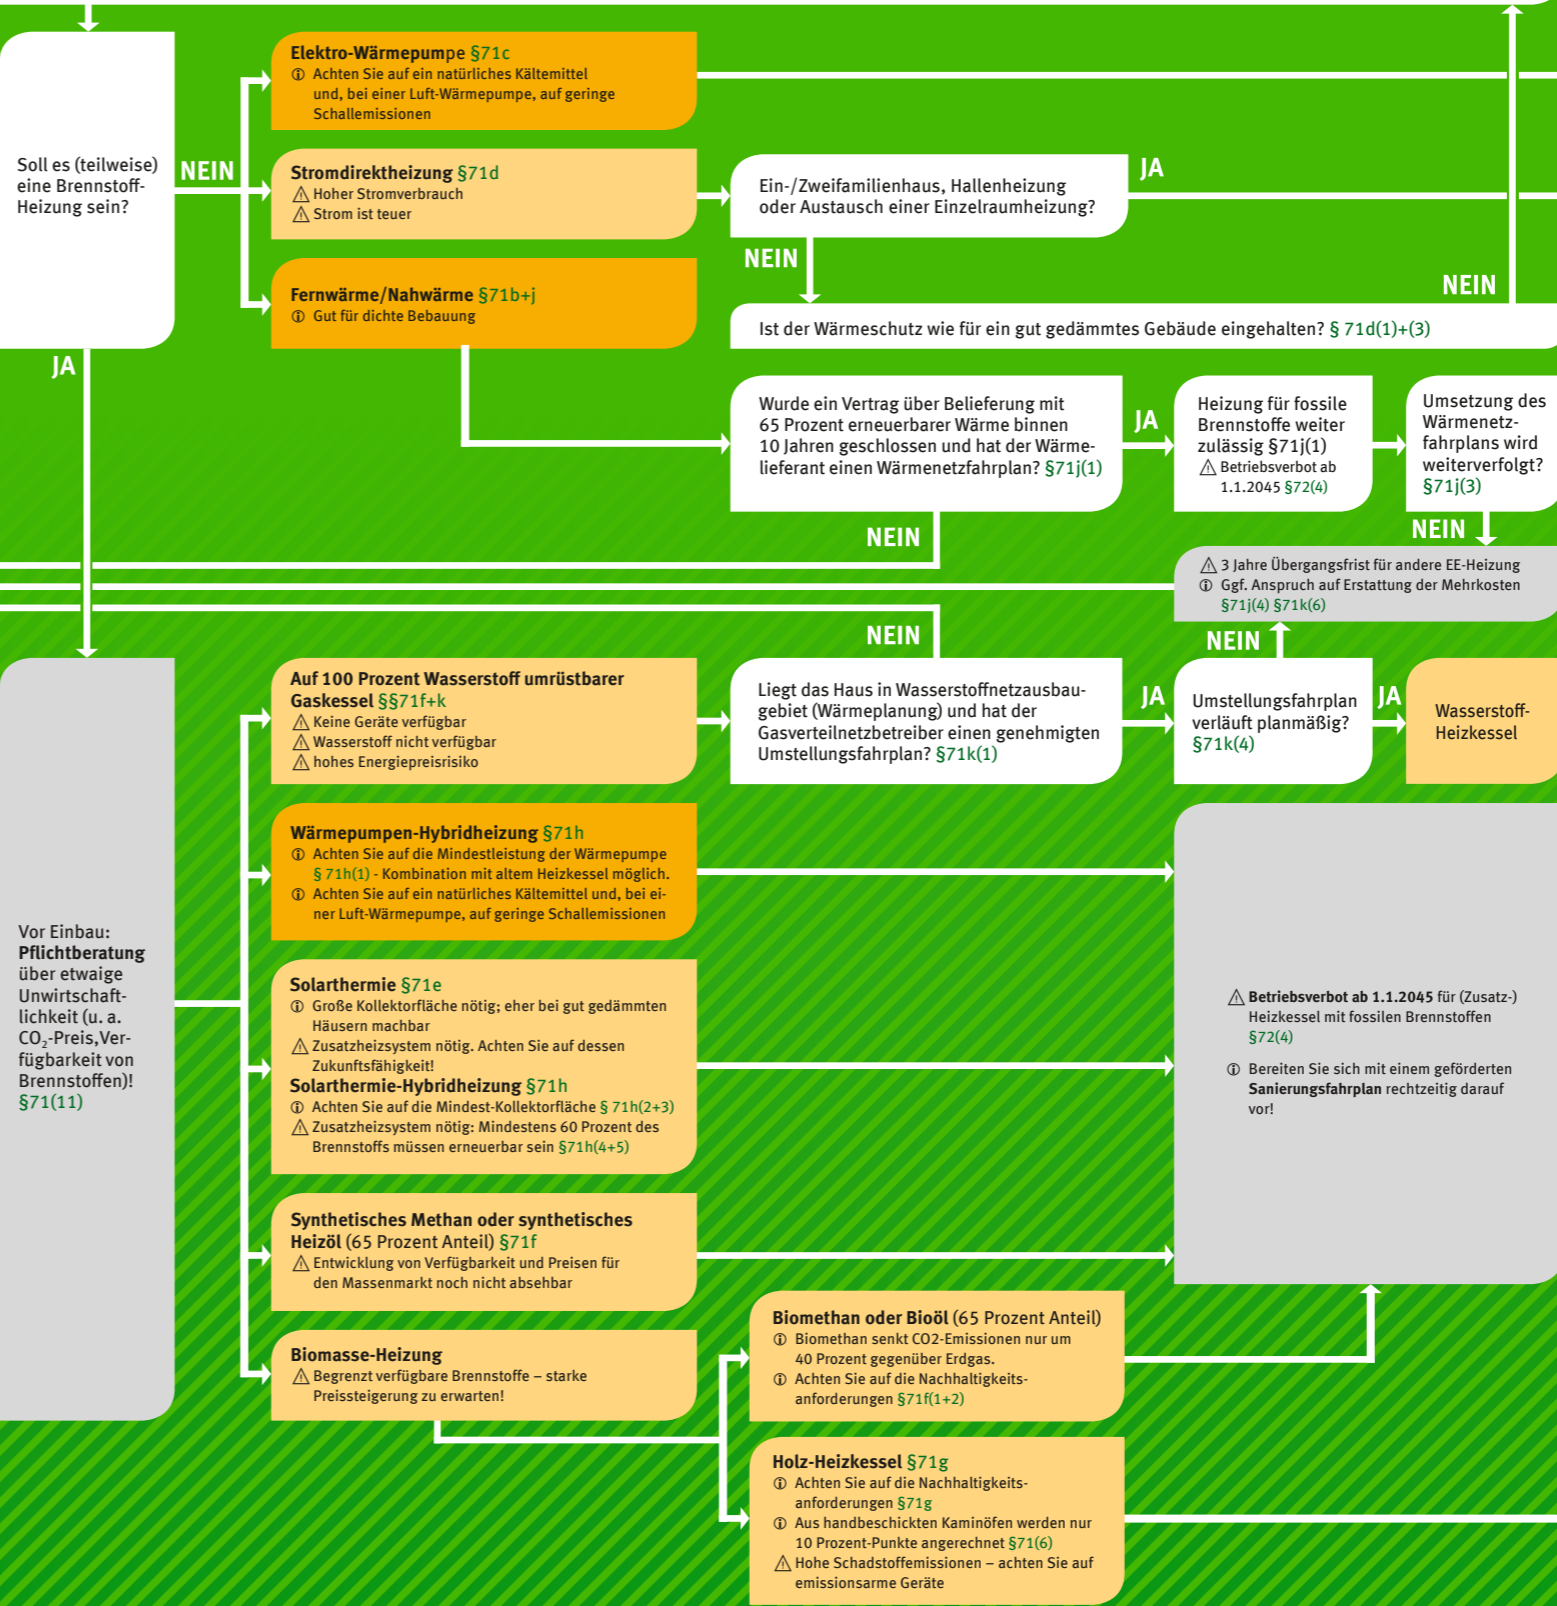 Soll es (teilweise)
eine Brennstoff-
Heizung sein?
NEIN
JA
Elektro-Wärmepumpe §71c
ⓘ Achten Sie auf ein natürliches Kältemittel
und, bei einer Luft-Wärmepumpe, auf geringe
Schallemissionen
Stromdirektheizung §71d
⚠ Hoher Stromverbrauch
⚠ Strom ist teuer
Ein-/Zweifamilienhaus, Hallenheizung
oder Austausch einer Einzelraumheizung?
JA
NEIN
NEIN
Fernwärme/Nahwärme §71b+j
ⓘ Gut für dichte Bebauung
Ist der Wärmeschutz wie für ein gut gedämmtes Gebäude eingehalten? § 71d(1)+(3)
Wurde ein Vertrag über Belieferung mit
65 Prozent erneuerbarer Wärme binnen
10 Jahren geschlossen und hat der Wärme-
lieferant einen Wärmenetzfahrplan? §71j(1)
JA
NEIN
Heizung für fossile
Brennstoffe weiter
zulässig §71j(1)
⚠ Betriebsverbot ab
1.1.2045 §72(4)
Umsetzung des
Wärmenetz-
fahrplans wird
weiterverfolgt?
§71j(3)
NEIN
⚠ 3 Jahre Übergangsfrist für andere EE-Heizung
ⓘ Ggf. Anspruch auf Erstattung der Mehrkosten
§71j(4) §71k(6)
NEIN
NEIN
Vor Einbau:
Pflichtberatung
über etwaige
Unwirtschaft-
lichkeit (u. a.
CO₂-Preis,Ver-
fügbarkeit von
Brennstoffen)!
§71(11)
Auf 100 Prozent Wasserstoff umrüstbarer
Gaskessel §§71f+k
⚠ Keine Geräte verfügbar
⚠ Wasserstoff nicht verfügbar
⚠ hohes Energiepreisrisiko
Liegt das Haus in Wasserstoffnetzausbau-
gebiet (Wärmeplanung) und hat der
Gasverteilnetzbetreiber einen genehmigten
Umstellungsfahrplan? §71k(1)
JA
Umstellungsfahrplan
verläuft planmäßig?
§71k(4)
JA
Wasserstoff-
Heizkessel
Wärmepumpen-Hybridheizung §71h
ⓘ Achten Sie auf die Mindestleistung der Wärmepumpe
§ 71h(1) - Kombination mit altem Heizkessel möglich.
ⓘ Achten Sie auf ein natürliches Kältemittel und, bei ei-
ner Luft-Wärmepumpe, auf geringe Schallemissionen
Solarthermie §71e
ⓘ Große Kollektorfläche nötig; eher bei gut gedämmten
Häusern machbar
⚠ Zusatzheizsystem nötig. Achten Sie auf dessen
Zukunftsfähigkeit!
Solarthermie-Hybridheizung §71h
ⓘ Achten Sie auf die Mindest-Kollektorfläche § 71h(2+3)
⚠ Zusatzheizsystem nötig: Mindestens 60 Prozent des
Brennstoffs müssen erneuerbar sein §71h(4+5)
⚠ Betriebsverbot ab 1.1.2045 für (Zusatz-)
Heizkessel mit fossilen Brennstoffen
§72(4)
ⓘ Bereiten Sie sich mit einem geförderten
Sanierungsfahrplan rechtzeitig darauf
vor!
Synthetisches Methan oder synthetisches
Heizöl (65 Prozent Anteil) §71f
⚠ Entwicklung von Verfügbarkeit und Preisen für
den Massenmarkt noch nicht absehbar
Biomasse-Heizung
⚠ Begrenzt verfügbare Brennstoffe – starke
Preissteigerung zu erwarten!
Biomethan oder Bioöl (65 Prozent Anteil)
ⓘ Biomethan senkt CO2-Emissionen nur um
40 Prozent gegenüber Erdgas.
ⓘ Achten Sie auf die Nachhaltigkeits-
anforderungen §71f(1+2)
Holz-Heizkessel §71g
ⓘ Achten Sie auf die Nachhaltigkeits-
anforderungen §71g
ⓘ Aus handbeschickten Kaminöfen werden nur
10 Prozent-Punkte angerechnet §71(6)
⚠ Hohe Schadstoffemissionen – achten Sie auf
emissionsarme Geräte